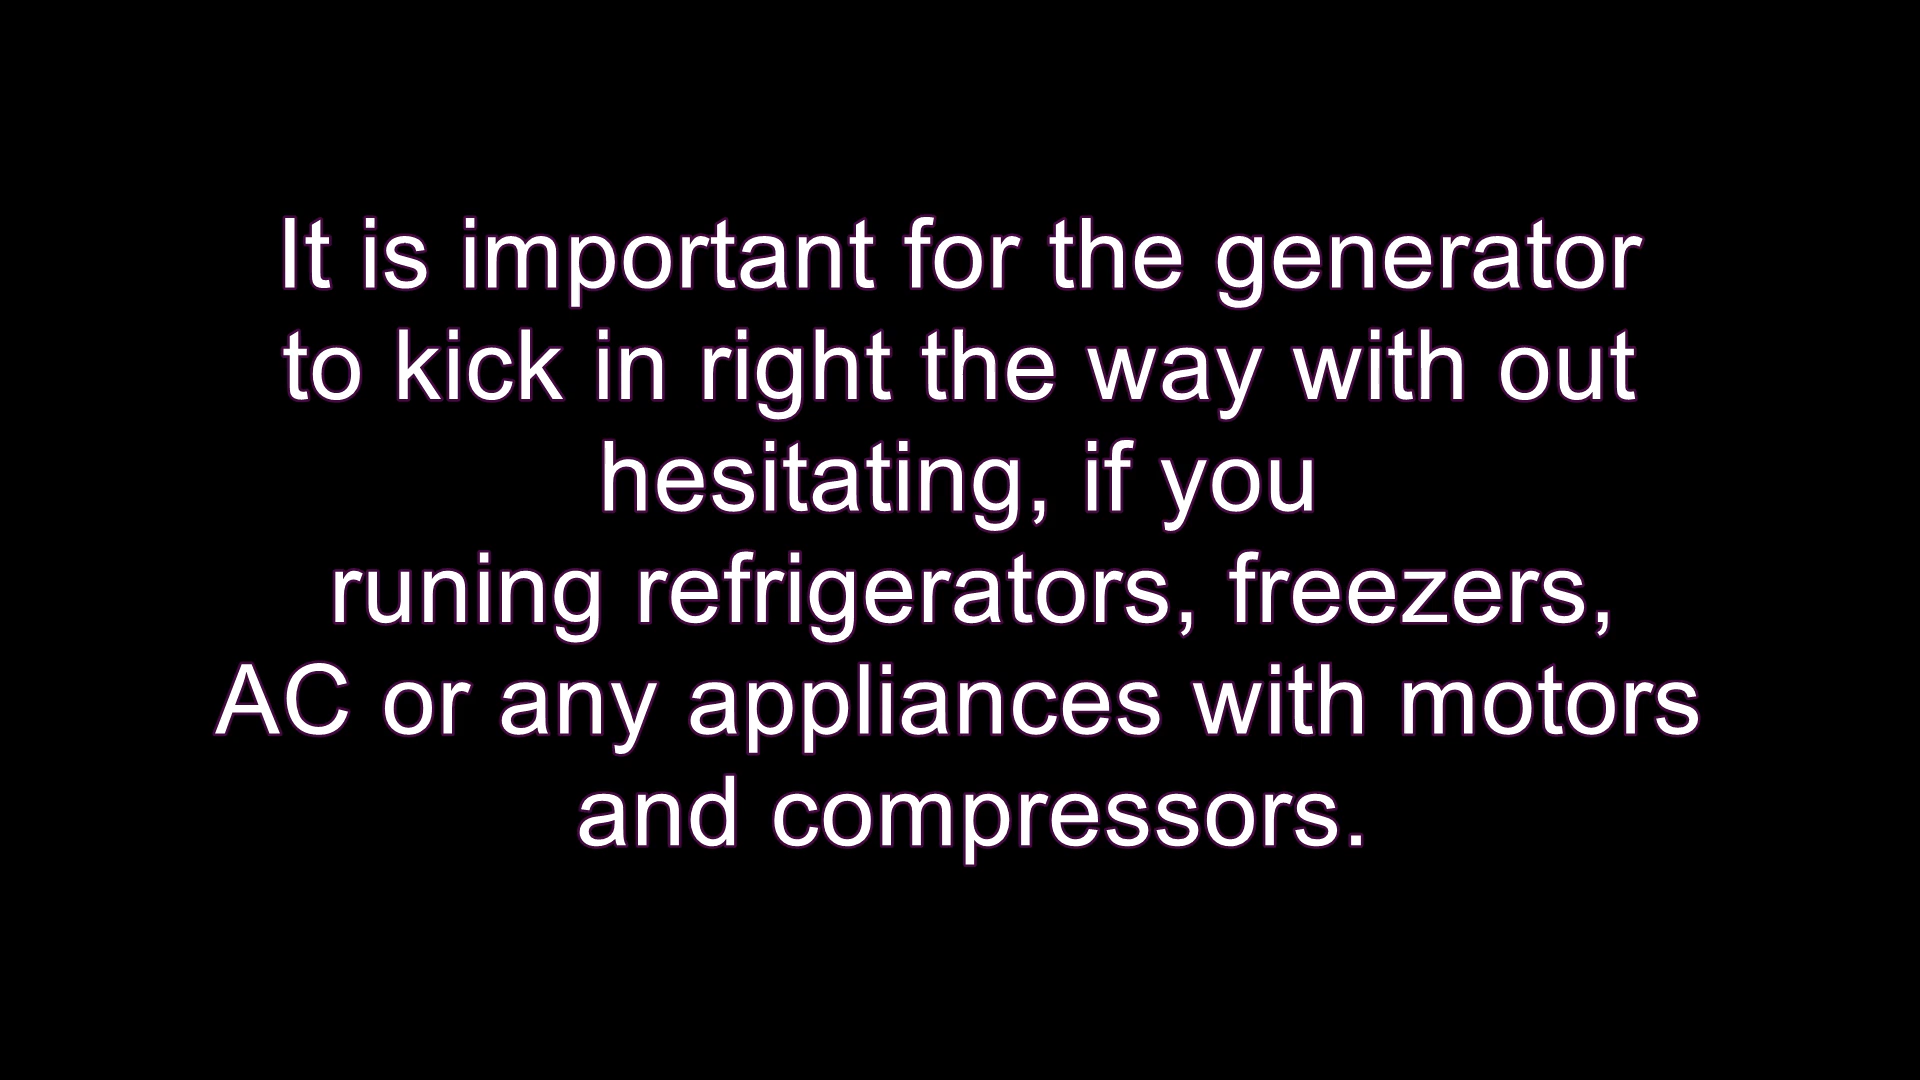 It is important for the generator
to kick in right the way with out
hesitating, if you
runing refrigerators, freezers,
AC or any appliances with motors
and compressors.